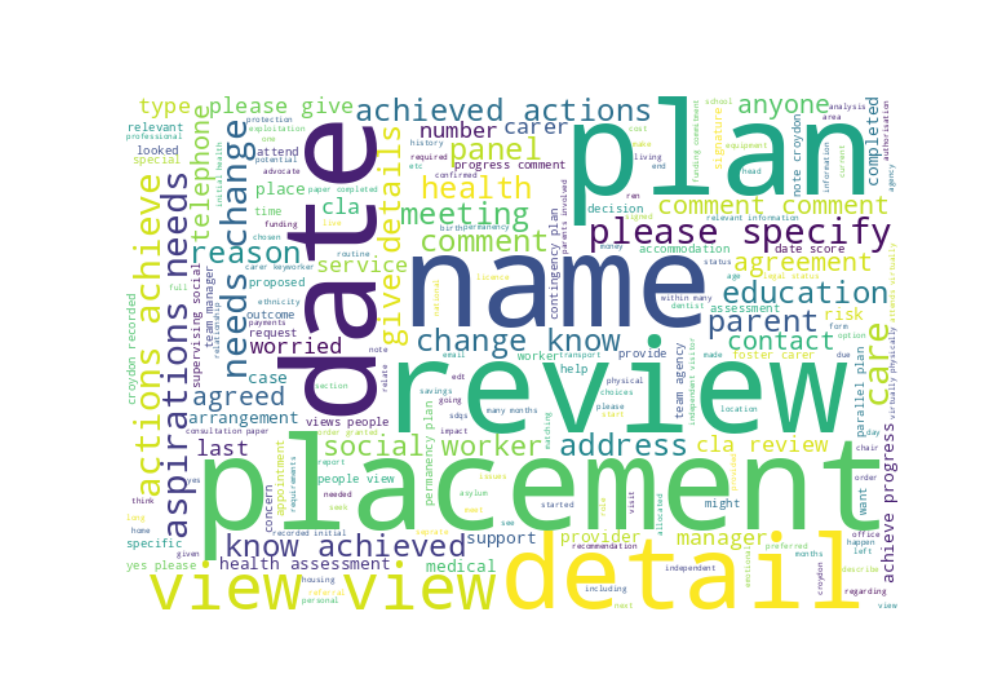 type
please give
achieved actions
plan
school
anyone
analysis
area
authorisation
relevant
professional
telephone
protection
exploitation
number
carer
history
cost
signature
equipment
completed
looked
special
change
one
attend
potential
advocate
date
give details
panel
required
progress comment
etc
confirmed
make
living
head
funding commitment
note croydon
information
current
agency
initial health
place
paper completed
health
ren
actions achieve
aspirations needs
needs
time
cla
meeting
decision
signed
comment comment
relevant information
funding
live
birth
permanency
parents involved
please specify
chosen
reason
comment
money
accommodation
date score
routine
service
name
contingency plan
status
agreement
legal status
full
carer keyworker
proposed
licence
national
within many
age
dentist
assessment
education
risk
form
option
care
attends virtually
virtually physically
supervising social
team manager
relationship
ethnicity
outcome
payments
request
note
parent
made
due
croydon recorded
worried
change know
contact
email
worker
transport
provide
help
foster carer
independent visitor
team agency
case
section
relate
review
savings
edt
physical
going
choices
location
agreed
many months
please
start
parallel plan
arrangement
views people
sdqs
matching
impact
day
consultation paper
order granted
last
social worker
address
cla review
chair
permanency plan
yes
report
people view
issues
provided
want
order
think
concern
appointment
requirements
needed
seek
asylum
placement
started
visit
allocated
might
achieve progress
long
meet
role
home
recorded initial
see
office
specific
know achieved
support
provider
manager
preferred
happen
left
end
given
recommendation
emotional
months
yes please
health assessment
medical
detail
independent
croydon
describe
view view
housing
including
regarding
referral
personal
next
view